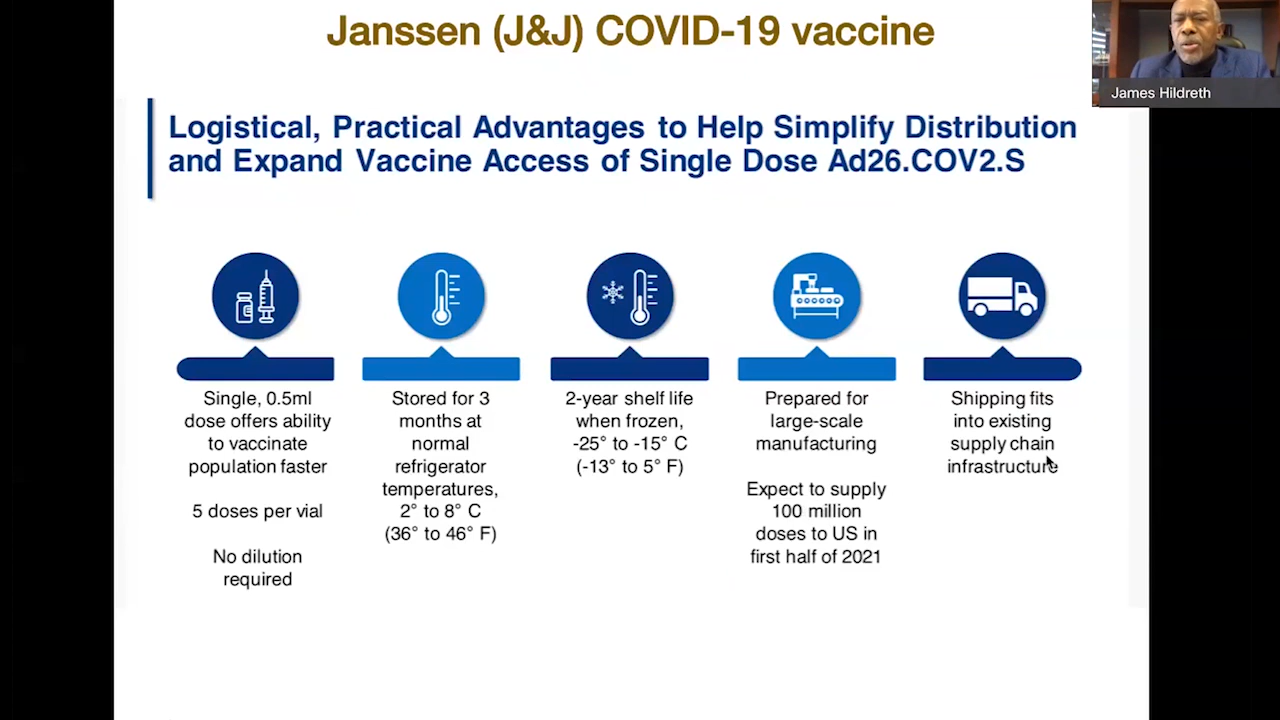 Janssen (J&J) COVID-19 vaccine
James Hildreth
Logistical, Practical Advantages to Help Simplify Distribution
and Expand Vaccine Access of Single Dose Ad26.COV2.S
Single, 0.5ml
dose offers ability
to vaccinate
population faster
5 doses per vial
No dilution
required
Stored for 3
months at
normal
refrigerator
temperatures,
2° to 8° C
(36° to 46° F)
2-year shelf life
when frozen,
-25° to -15° C
(-13° to 5° F)
Prepared for
large-scale
manufacturing
Expect to supply
100 million
doses to US in
first half of 2021
Shipping fits
into existing
supply chain
infrastructure